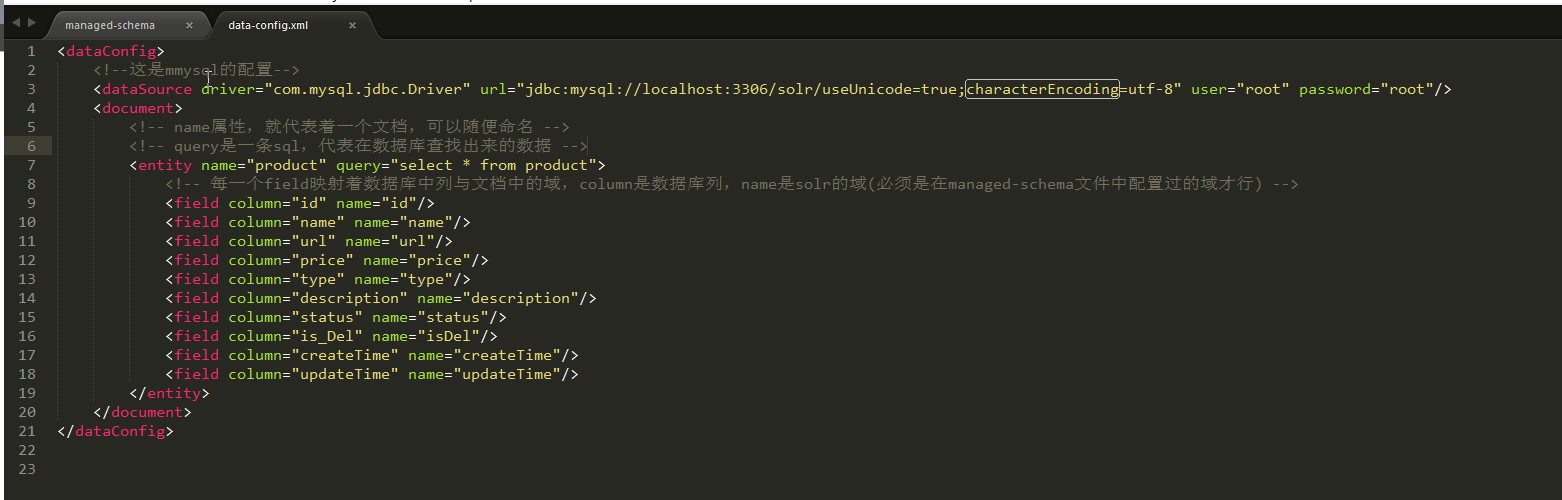 managed-schema × data-config.xml ×
1 <dataConfig>
2 <!--这是mmysql的配置-->
3 <dataSource driver="com.mysql.jdbc.Driver" url="jdbc:mysql://localhost:3306/solr/useUnicode=true;characterEncoding=utf-8" user="root" password="root"/>
4 <document>
5 <!-- name属性，就代表着一个文档，可以随便命名 -->
6 <!-- query是一条sql，代表在数据库查找出来的数据 -->
7 <entity name="product" query="select * from product">
8 <!-- 每一个field映射着数据库中列与文档中的域，column是数据库列，name是solr的域(必须是在managed-schema文件中配置过的域才行) -->
9 <field column="id" name="id"/>
10 <field column="name" name="name"/>
11 <field column="url" name="url"/>
12 <field column="price" name="price"/>
13 <field column="type" name="type"/>
14 <field column="description" name="description"/>
15 <field column="status" name="status"/>
16 <field column="is_Del" name="isDel"/>
17 <field column="createTime" name="createTime"/>
18 <field column="updateTime" name="updateTime"/>
19 </entity>
20 </document>
21 </dataConfig>
22
23